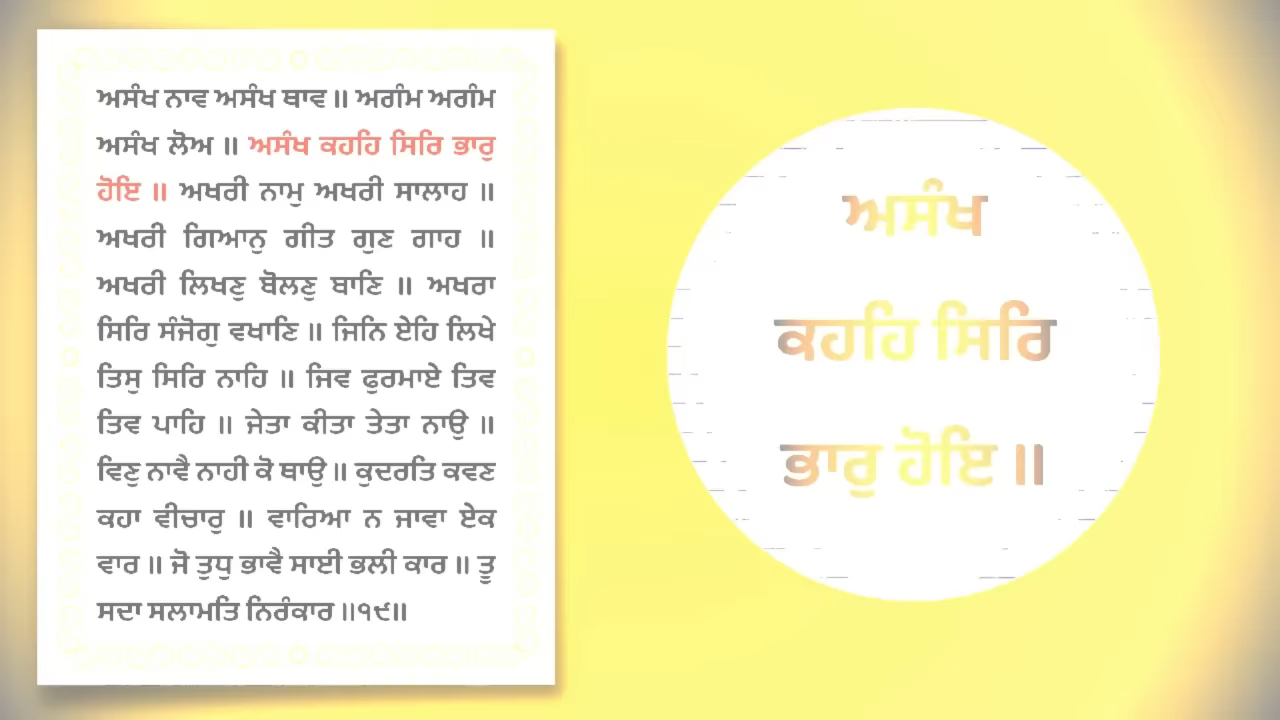 ਅਸੰਖ ਨਾਵ ਅਸੰਖ ਥਾਵ ॥ ਅਗੰਮ ਅਗੰਮ
ਅਸੰਖ ਲੋਅ ॥ ਅਸੰਖ ਕਹਹਿ ਸਿਰਿ ਭਾਰੁ
ਹੋਇ ॥ ਅਖਰੀ ਨਾਮੁ ਅਖਰੀ ਸਾਲਾਹ ॥
ਅਖਰੀ ਗਿਆਨੁ ਗੀਤ ਗੁਣ ਗਾਹ ॥
ਅਖਰੀ ਲਿਖਣੁ ਬੋਲਣੁ ਬਾਣਿ ॥ ਅਖਰਾ
ਸਿਰਿ ਸੰਜੋਗੁ ਵਖਾਣਿ ॥ ਜਿਨਿ ਏਹਿ ਲਿਖੇ
ਤਿਸੁ ਸਿਰਿ ਨਾਹਿ ॥ ਜਿਵ ਫੁਰਮਾਏ ਤਿਵ
ਤਿਵ ਪਾਹਿ ॥ ਜੇਤਾ ਕੀਤਾ ਤੇਤਾ ਨਾਉ ॥
ਵਿਣੁ ਨਾਵੈ ਨਾਹੀ ਕੋ ਥਾਉ ॥ ਕੁਦਰਤਿ ਕਵਣ
ਕਹਾ ਵੀਚਾਰੁ ॥ ਵਾਰਿਆ ਨ ਜਾਵਾ ਏਕ
ਵਾਰ ॥ ਜੋ ਤੁਧੁ ਭਾਵੈ ਸਾਈ ਭਲੀ ਕਾਰ ॥ ਤੂ
ਸਦਾ ਸਲਾਮਤਿ ਨਿਰੰਕਾਰ ॥੧੯॥
ਅਸੰਖ
ਕਹਹਿ ਸਿਰਿ
ਭਾਰੁ ਹੋਇ ॥